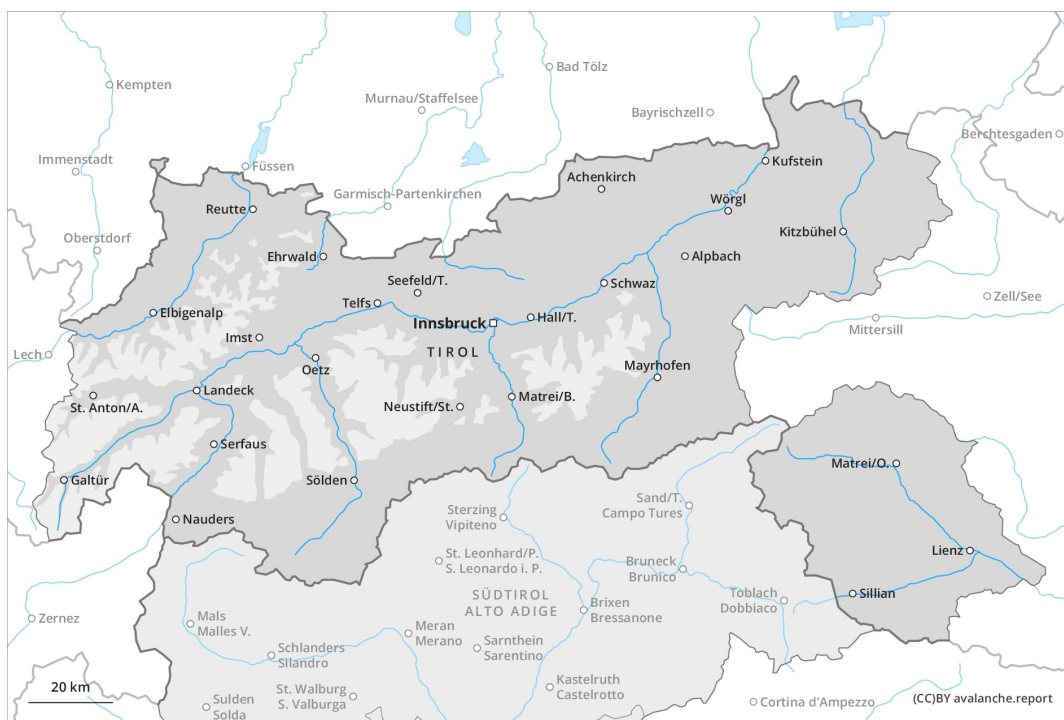 Kempten
Bad Tölz
Murnau/Staffelsee
Bayrischzell
Berchtesgaden
Immenstadt
Füssen
Kufstein
Achenkirch
Garmisch-Partenkirchen
Reutte
Wörgl
Oberstdorf
Kitzbühel
Ehrwald
Alpbach
Seefeld/T.
Schwaz
Zell/See
Telfs
Elbigenalp
Hall/T.
Innsbruck
Mittersill
Imst
TIROL
Lech
Oetz
Mayrhofen
Landeck
St. Anton/A.
Neustift/St.
Matrei/B.
Serfaus
Matrei/O.
Galtür
Sölden
Sand/T.
Campo Tures
Sterzing
Vipiteno
Nauders
Lienz
St. Leonhard/P.
S. Leonardo i. P.
Bruneck
Brunico
SÜDTIROL
ALTO ADIGE
Toblach
Dobbiaco
Sillian
Brixen
Bressanone
Zernez
Mals
Malles V.
Meran
Merano
Sarnthein
Sarentino
Schlanders
Silandro
Kastelruth
Castelrotto
20 km
St. Walburg
S. Valburga
Sulden
Solda
Cortina d'Ampezzo
(CC)BY avalanche.report